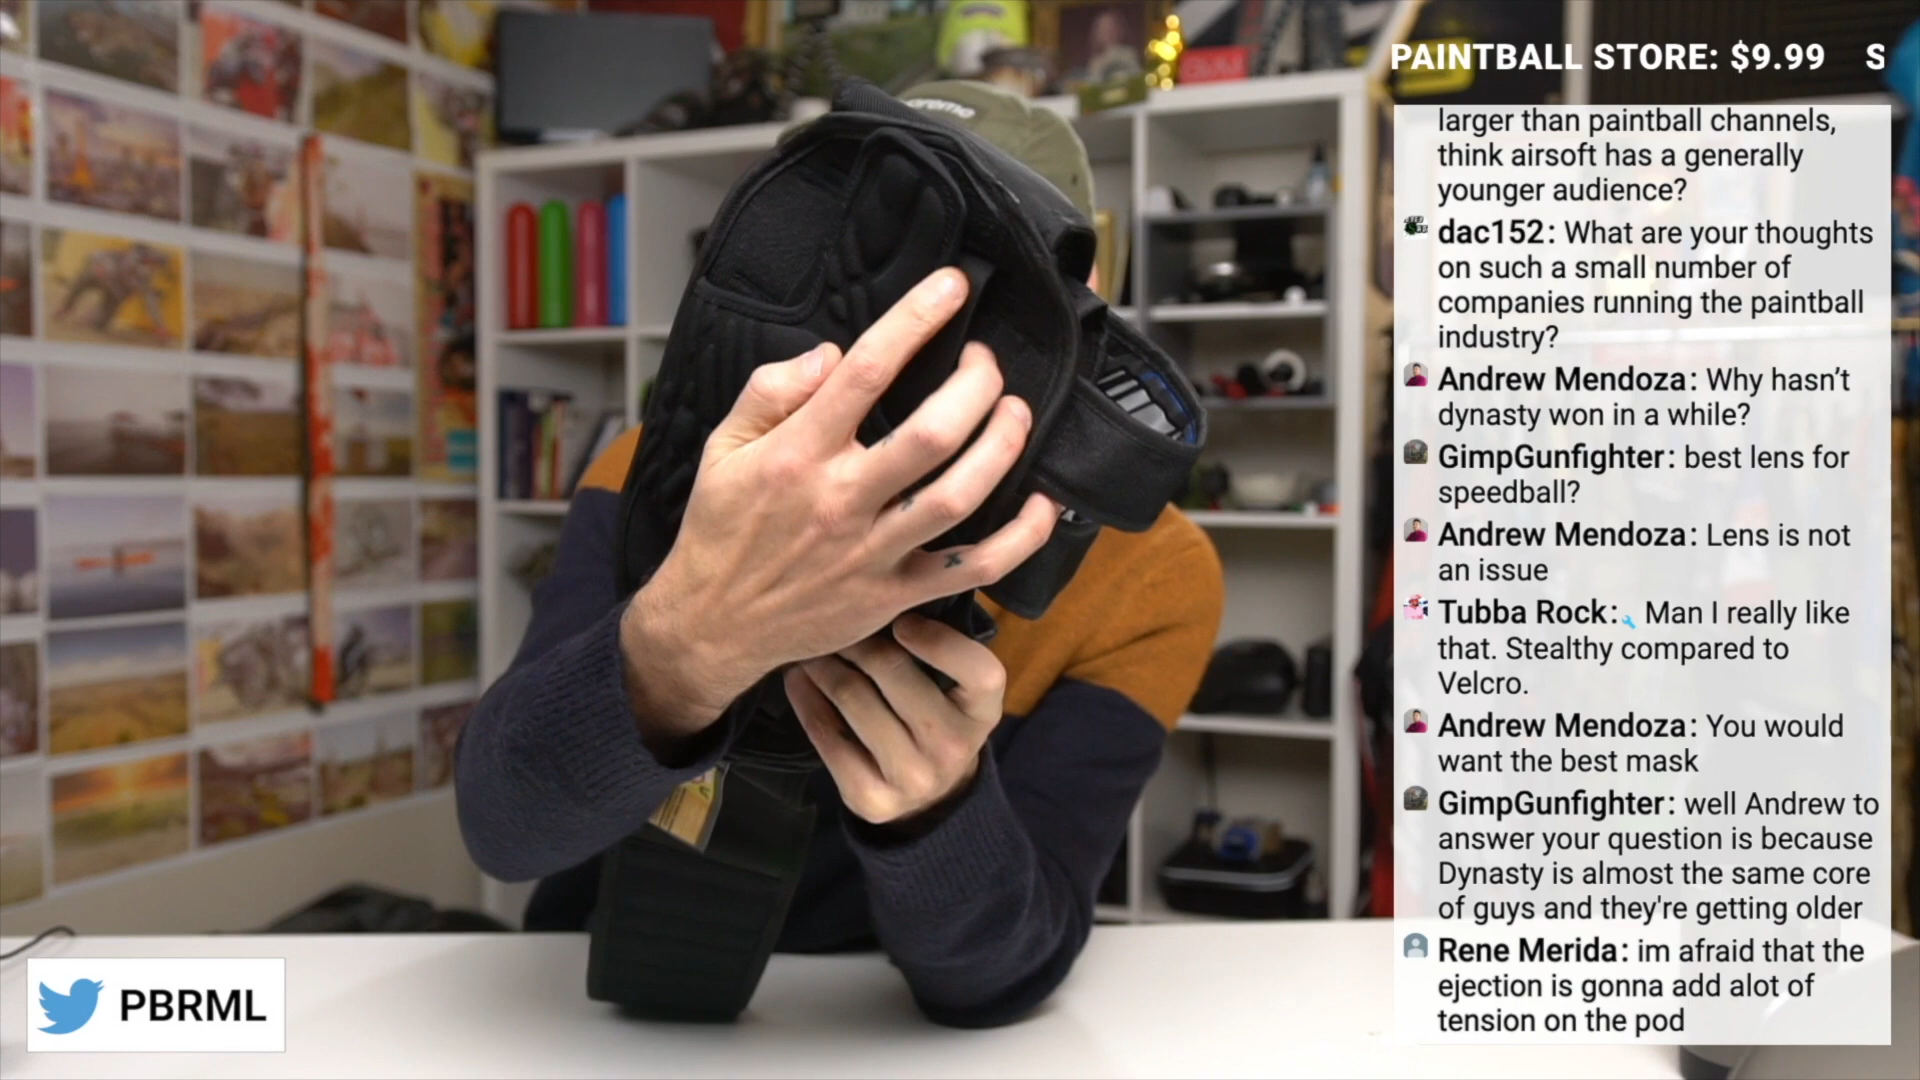 PAINTBALL STORE: $9.99 S
larger than paintball channels,
think airsoft has a generally
younger audience?
dac152: What are your thoughts
on such a small number of
companies running the paintball
industry?
Andrew Mendoza: Why hasn't
dynasty won in a while?
GimpGunfighter: best lens for
speedball?
Andrew Mendoza: Lens is not
an issue
Tubba Rock: Man I really like
that. Stealthy compared to
Velcro.
Andrew Mendoza: You would
want the best mask
GimpGunfighter: well Andrew to
answer your question is because
Dynasty is almost the same core
of guys and they're getting older
Rene Merida: im afraid that the
ejection is gonna add alot of
tension on the pod
PBRML